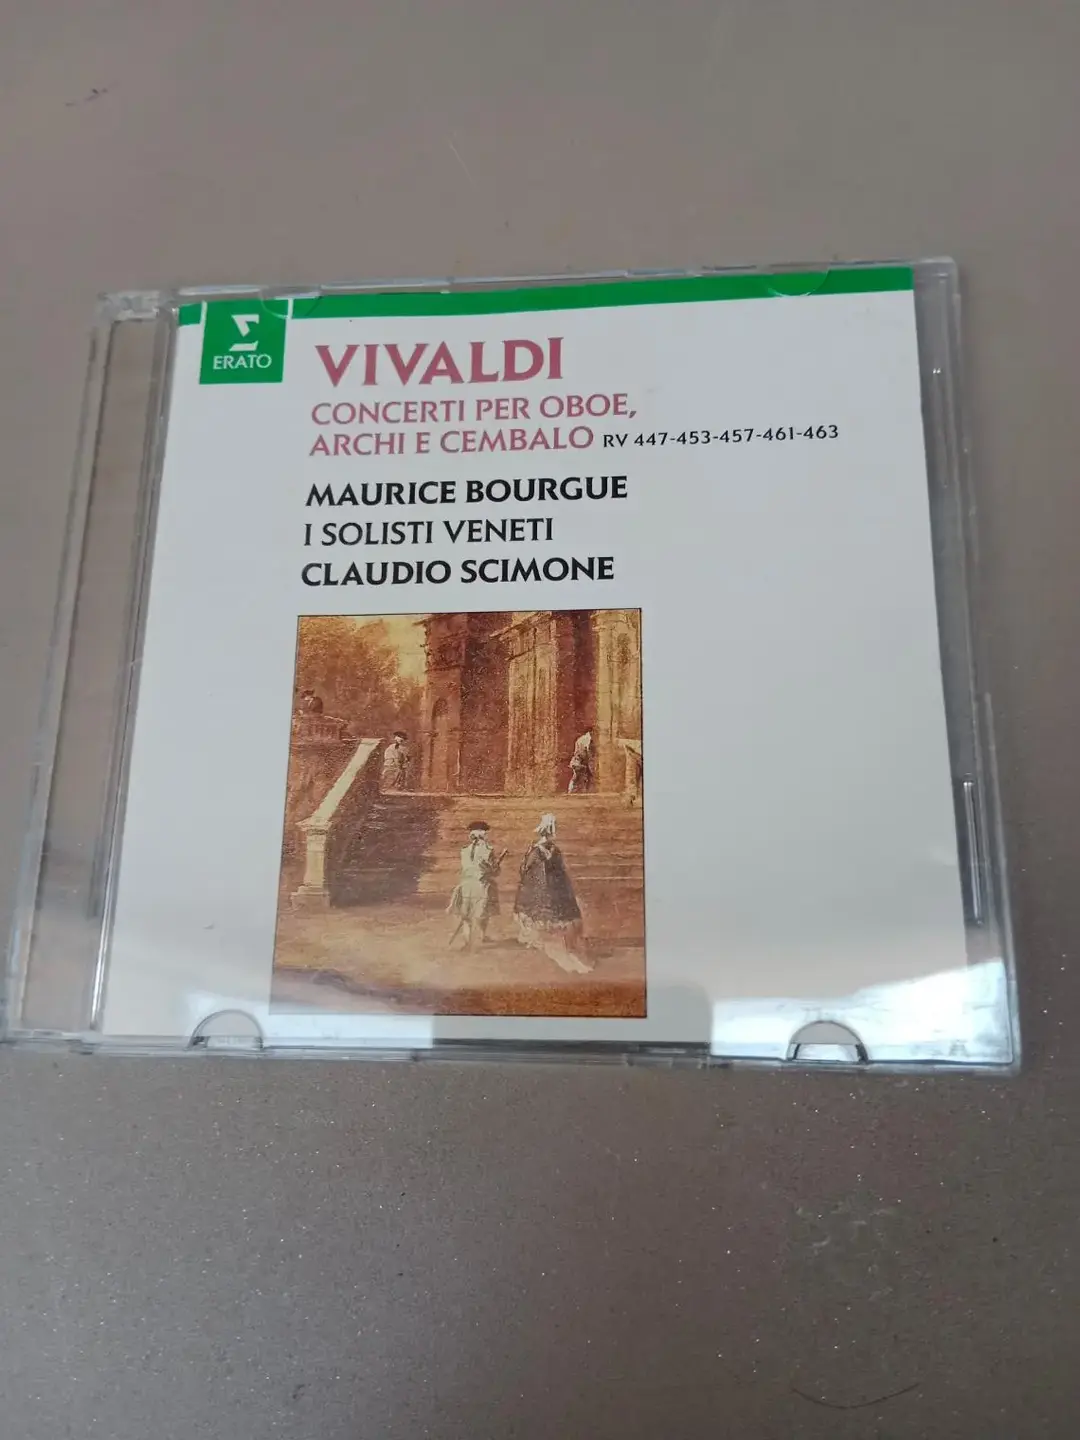 ERATO
VIVALDI
CONCERTI PER OBOE,
ARCHI E CEMBALO RV 447-453-457-461-463
MAURICE BOURGUE
I SOLISTI VENETI
CLAUDIO SCIMONE